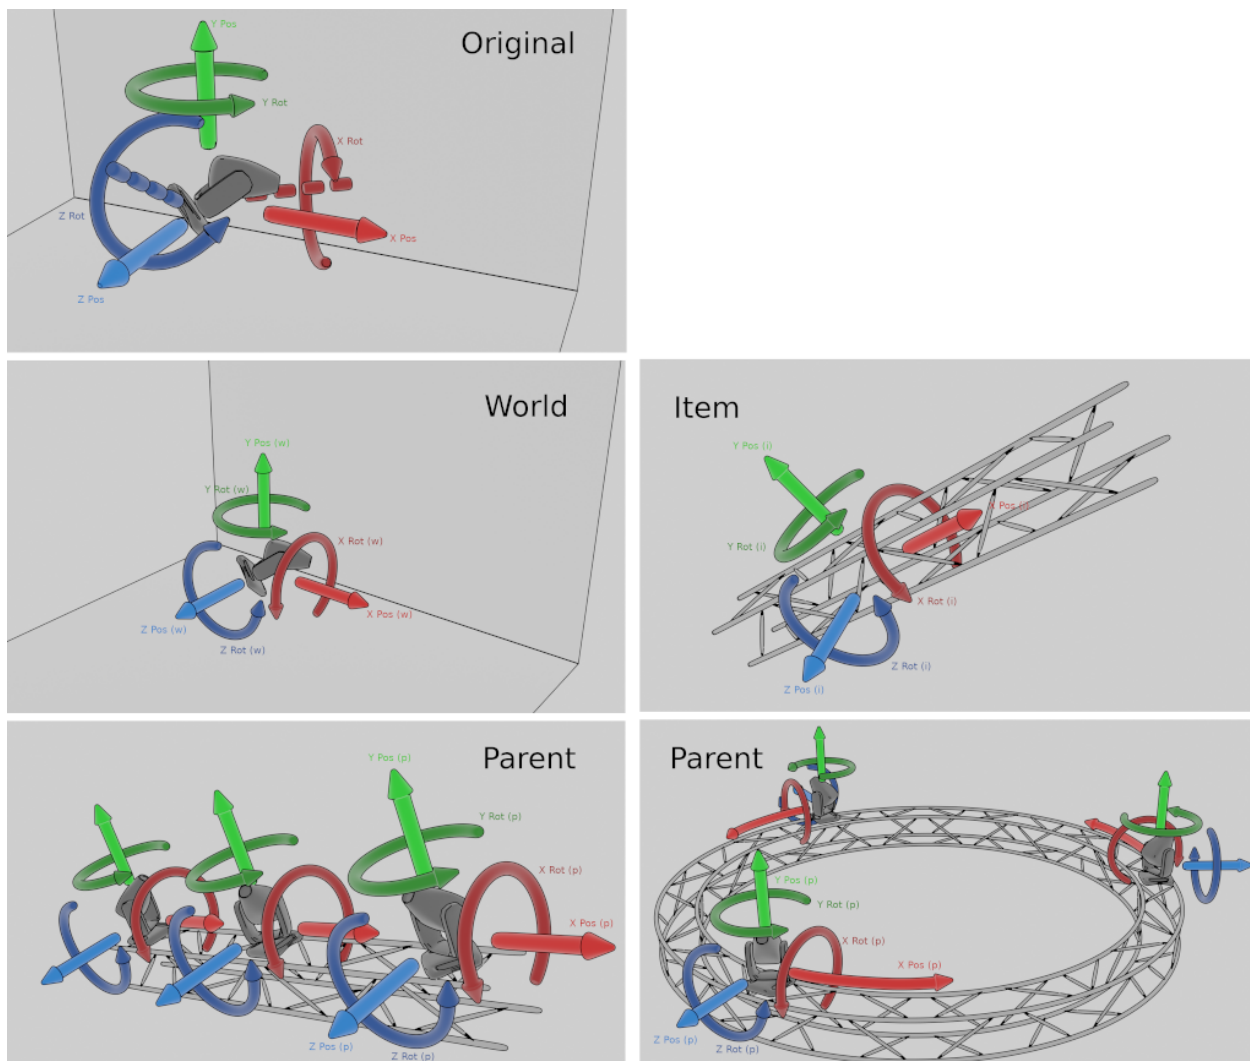 Original
Y Pos
Y Rot
X Rot
Z Rot
X Pos
Z Pos
World
Y Pos (w)
Y Rot (w)
X Rot (w)
X Pos (w)
Z Pos (w)
Z Rot (w)
Item
Y Pos (i)
X Pos (i)
Y Rot (i)
X Rot (i)
Z Rot (i)
Z Pos (i)
Parent
Y Pos (p)
Y Rot (p)
X Rot (p)
X Pos (p)
Z Pos (p)
Z Rot (p)
Parent
Y Pos (p)
Y Rot (p)
X Rot (p)
X Pos (p)
Z Pos (p)
Z Rot (p)